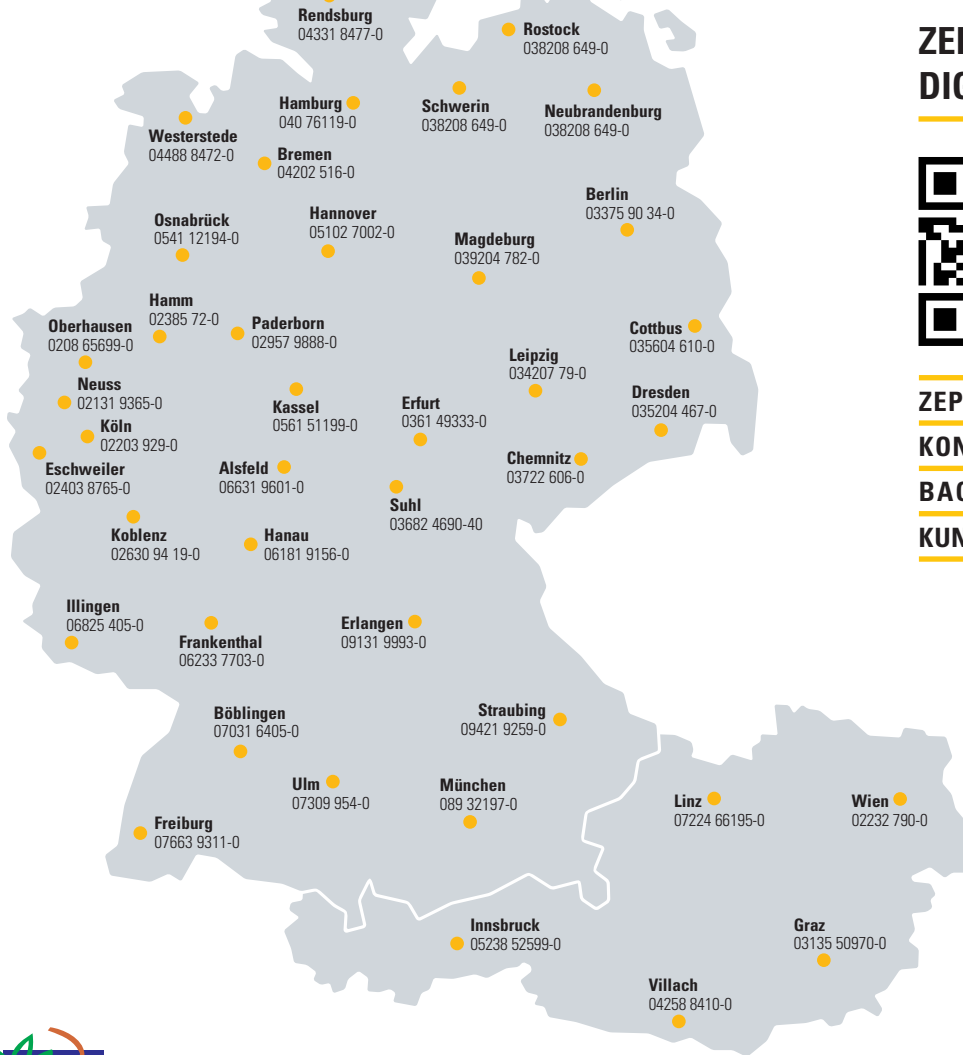 Rendsburg
04331 8477-0
Rostock
038208 649-0
Hamburg
040 76119-0
Schwerin
038208 649-0
Neubrandenburg
038208 649-0
Westerstede
04488 8472-0
Bremen
04202 516-0
Berlin
03375 90 34-0
Osnabrück
0541 12194-0
Hannover
05102 7002-0
Magdeburg
039204 782-0
Hamm
02385 72-0
Oberhausen
0208 65699-0
Paderborn
02957 9888-0
Cottbus
035604 610-0
Leipzig
034207 79-0
Neuss
02131 9365-0
Kassel
0561 51199-0
Erfurt
0361 49333-0
Dresden
035204 467-0
Köln
02203 929-0
Eschweiler
02403 8765-0
Alsfeld
06631 9601-0
Chemnitz
03722 606-0
Suhl
03682 4690-40
Koblenz
02630 94 19-0
Hanau
06181 9156-0
Illingen
06825 405-0
Frankenthal
06233 7703-0
Erlangen
09131 9993-0
Böblingen
07031 6405-0
Straubing
09421 9259-0
Ulm
07309 954-0
München
089 32197-0
Freiburg
07663 9311-0
Linz
07224 66195-0
Wien
02232 790-0
Innsbruck
05238 52599-0
Graz
03135 50970-0
Villach
04258 8410-0
ZEP
KON
KUN